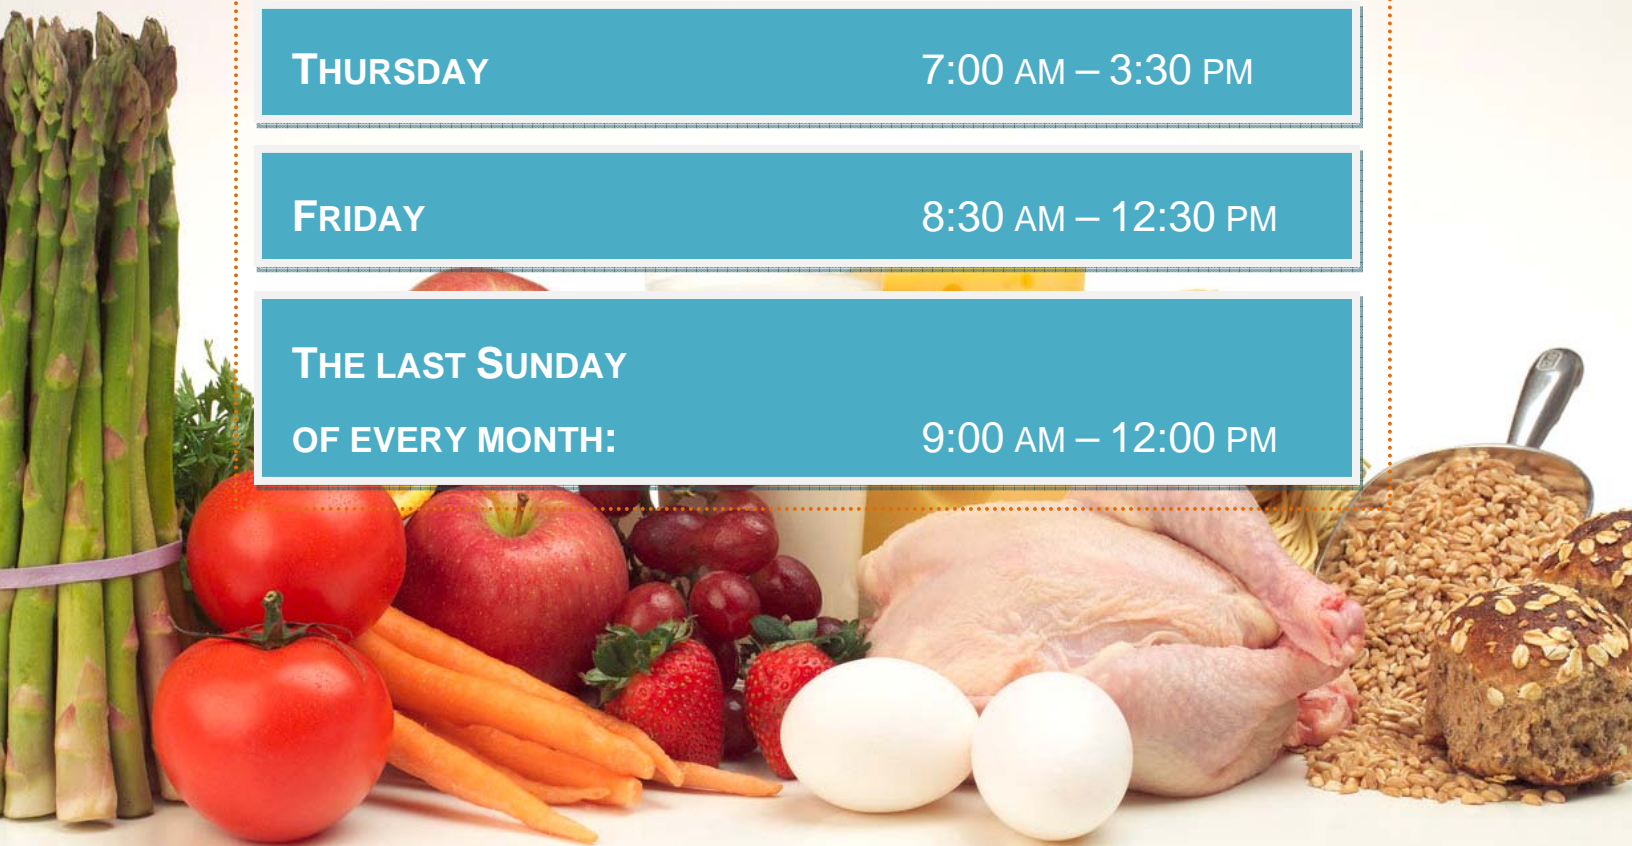 THURSDAY 7:00 AM – 3:30 PM
FRIDAY 8:30 AM – 12:30 PM
THE LAST SUNDAY
OF EVERY MONTH: 9:00 AM – 12:00 PM